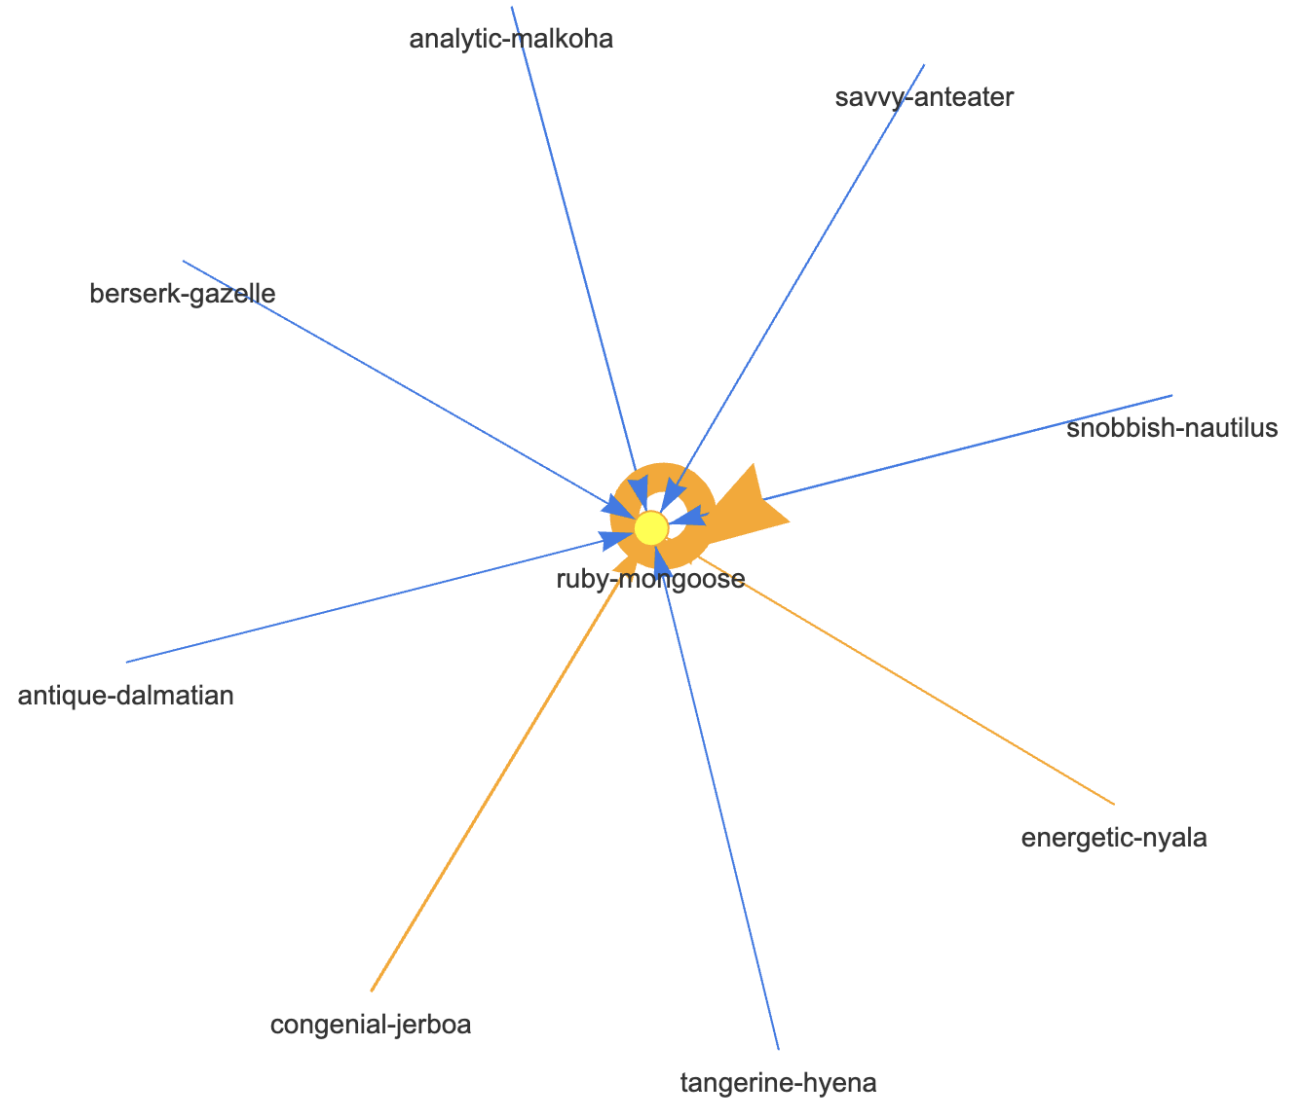 analytic-malkoha
savvy-anteater
berserk-gazelle
snobbish-nautilus
ruby-mongoose
antique-dalmatian
energetic-nyala
congenial-jerboa
tangerine-hyena